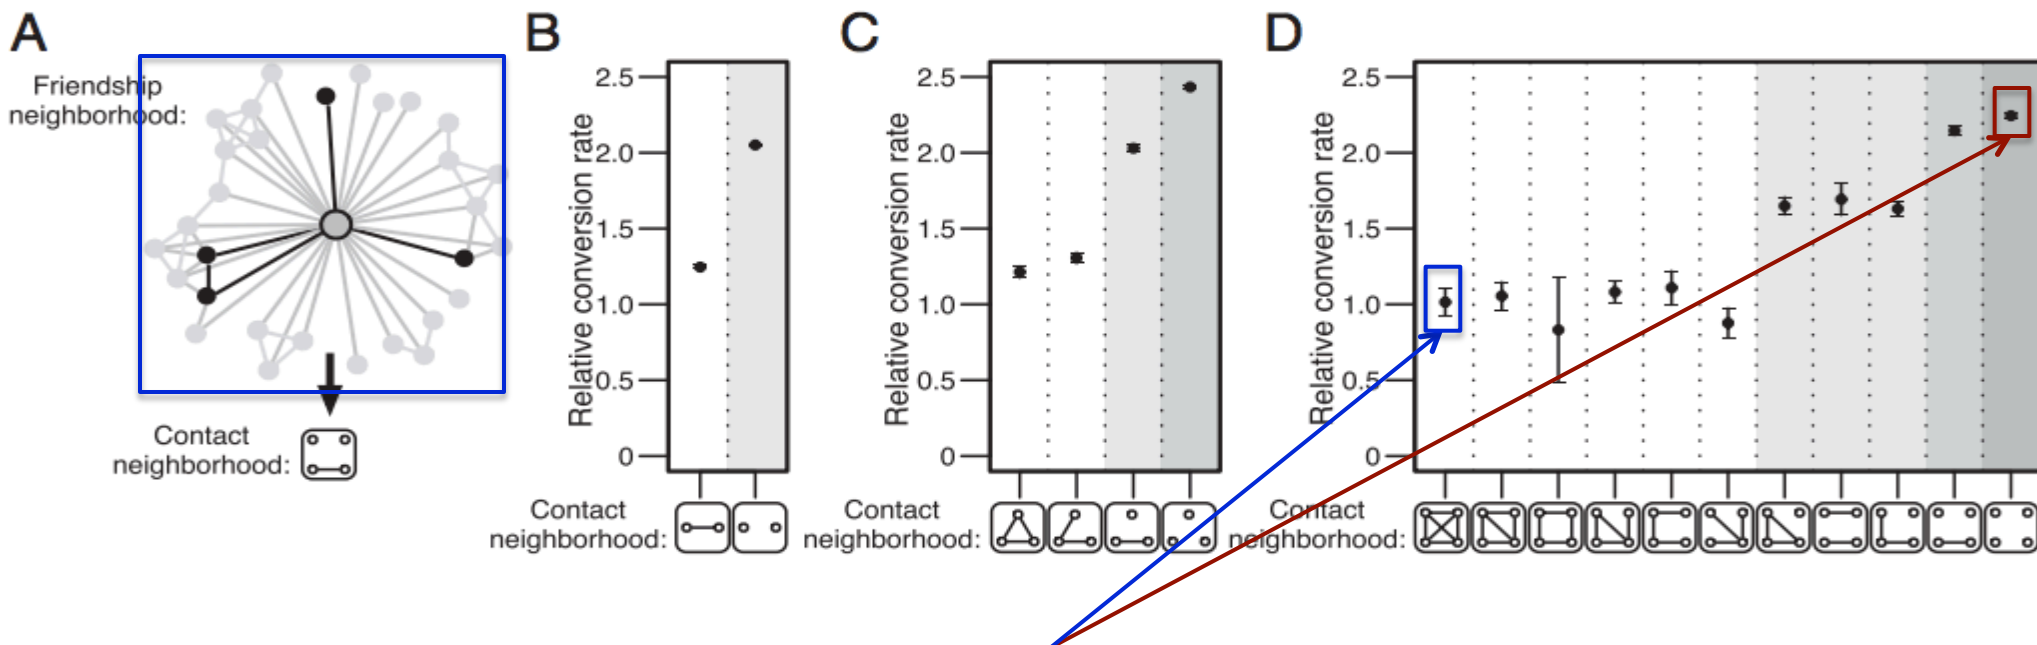 A
Friendship
neighborhood:
Contact
neighborhood:
B
Relative conversion rate
2.5
2.0
1.5
1.0
0.5
0
Contact
neighborhood:
C
Relative conversion rate
2.5
2.0
1.5
1.0
0.5
0
Contact
neighborhood:
D
Relative conversion rate
2.5
2.0
1.5
1.0
0.5
0
Contact
neighborhood: